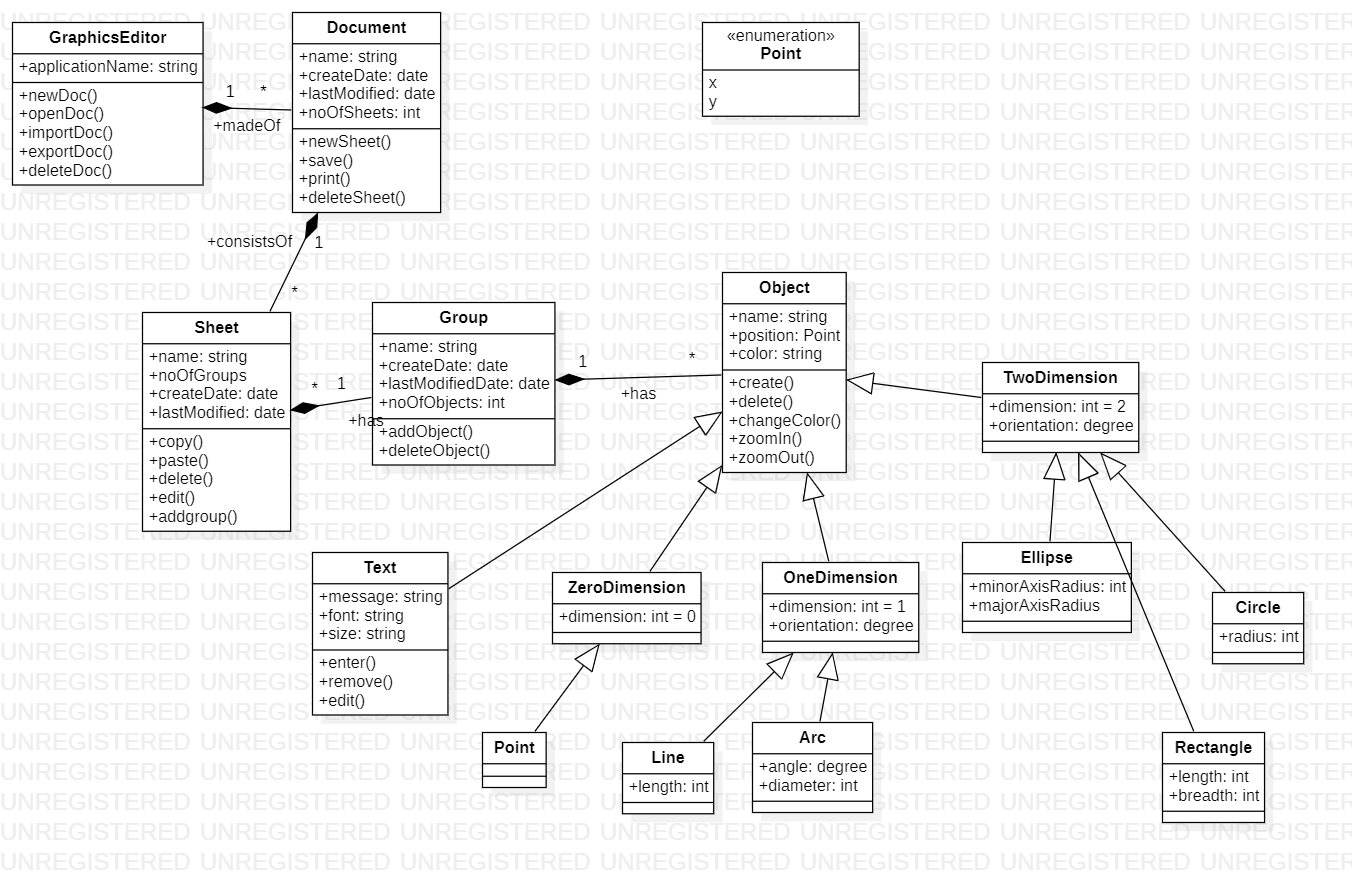 GraphicsEditor
+applicationName: string
+newDoc()
+openDoc()
+importDoc()
+exportDoc()
+deleteDoc()
1
*
+madeOf
Document
+name: string
+createDate: date
+lastModified: date
+noOfSheets: int
+newSheet()
+save()
+print()
+deleteSheet()
«enumeration»
Point
x
y
+consistsOf
1
*
Sheet
+name: string
+noOfGroups
+createDate: date
+lastModified: date
+copy()
+paste()
+delete()
+edit()
+addgroup()
*
1
+has
Group
+name: string
+createDate: date
+lastModifiedDate: date
+noOfObjects: int
+addObject()
+deleteObject()
1
*
+has
Object
+name: string
+position: Point
+color: string
+create()
+delete()
+changeColor()
+zoomIn()
+zoomOut()
TwoDimension
+dimension: int = 2
+orientation: degree
Text
+message: string
+font: string
+size: string
+enter()
+remove()
+edit()
ZeroDimension
+dimension: int = 0
OneDimension
+dimension: int = 1
+orientation: degree
Ellipse
+minorAxisRadius: int
+majorAxisRadius
Circle
+radius: int
Point
Line
+length: int
Arc
+angle: degree
+diameter: int
Rectangle
+length: int
+breadth: int
UNREGISTERED